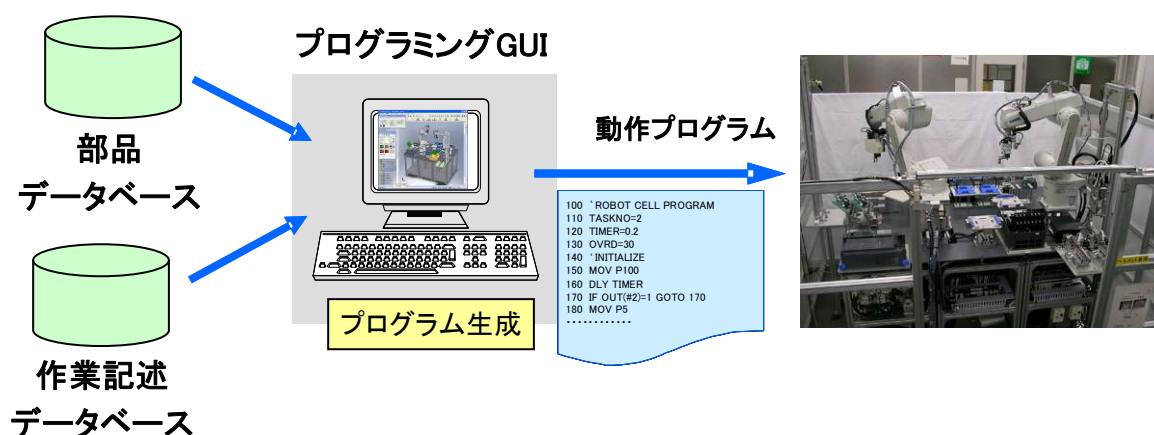 プログラミングGUI
部品
データベース
作業記述
データベース
プログラム生成
動作プログラム
100 ‘ROBOT CELL PROGRAM
110 TASKNO=2
120 TIMER=0.2
130 OVRD=30
140 ‘INITIALIZE
150 MOV P100
160 DLY TIMER
170 IF OUT(#2)=1 GOTO 170
180 MOV P5
‥‥‥‥‥‥